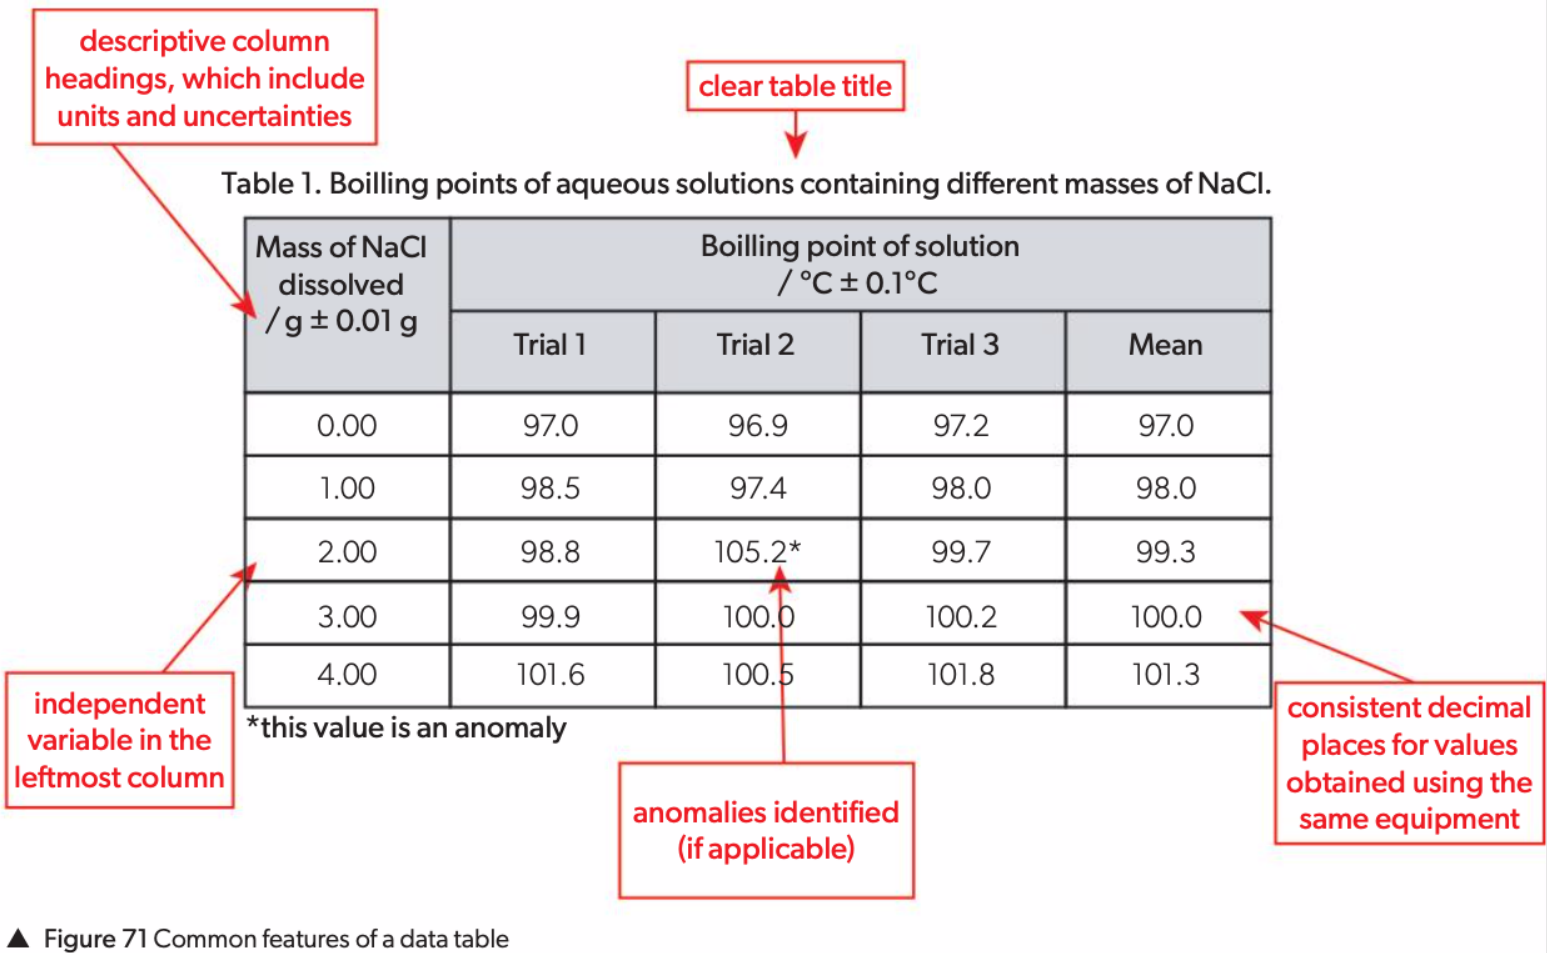 descriptive column
headings, which include
units and uncertainties
clear table title
Table 1. Boilling points of aqueous solutions containing different masses of NaCl.
Mass of NaCl
dissolved
/ g ± 0.01 g
Boilling point of solution
/ °C ± 0.1°C
Trial 1 Trial 2 Trial 3 Mean
0.00 97.0 96.9 97.2 97.0
1.00 98.5 97.4 98.0 98.0
2.00 98.8 105.2* 99.7 99.3
3.00 99.9 100.0 100.2 100.0
4.00 101.6 100.5 101.8 101.3
*this value is an anomaly
independent
variable in the
leftmost column
anomalies identified
(if applicable)
consistent decimal
places for values
obtained using the
same equipment
▲ Figure 71 Common features of a data table